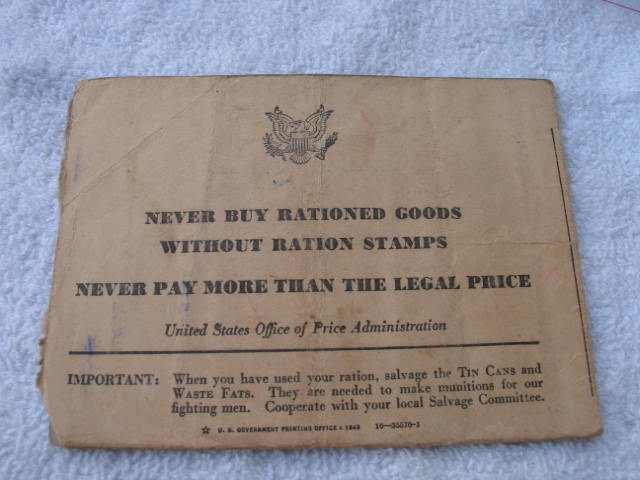 NEVER BUY RATIONED GOODS
WITHOUT RATION STAMPS
NEVER PAY MORE THAN THE LEGAL PRICE
United States Office of Price Administration
IMPORTANT: When you have used your ration, salvage the TIN CANS and
WASTE FATS. They are needed to make munitions for our
fighting men. Cooperate with your local Salvage Committee.
☆ U. S. GOVERNMENT PRINTING OFFICE : 1943 16—35570-1